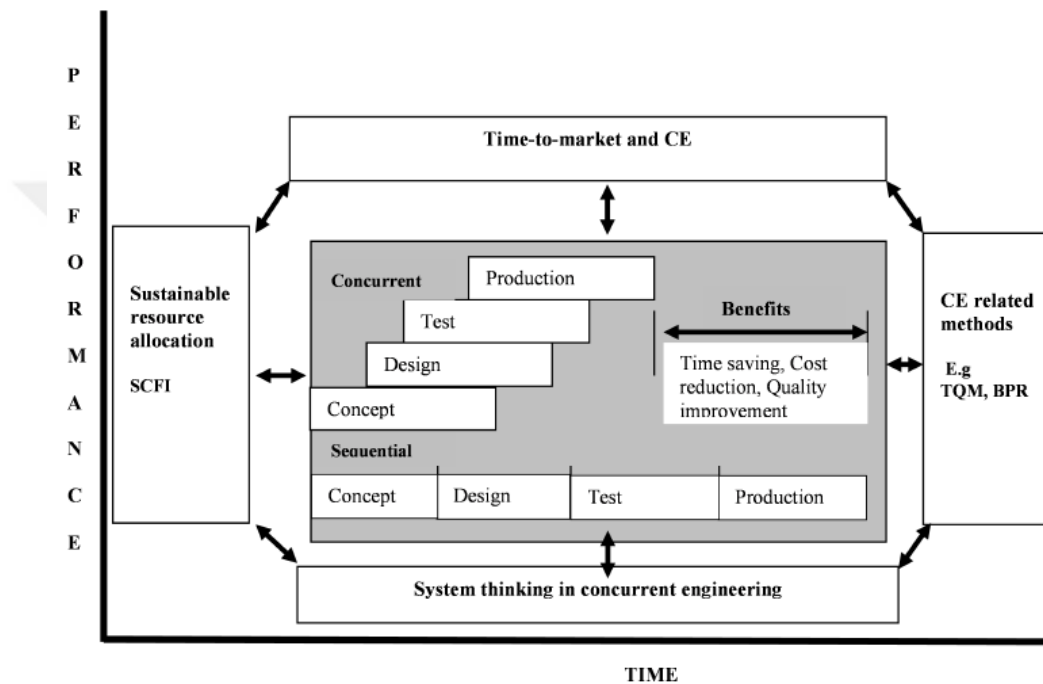 P
E
R
F
O
R
M
A
N
C
E
Time-to-market and CE
Sustainable
resource
allocation
SCFI
Concurrent
Production
Test
Design
Concept
Benefits
Time saving, Cost
reduction, Quality
improvement
Sequential
Concept
Design
Test
Production
CE related
methods
E.g
TQM, BPR
System thinking in concurrent engineering
TIME